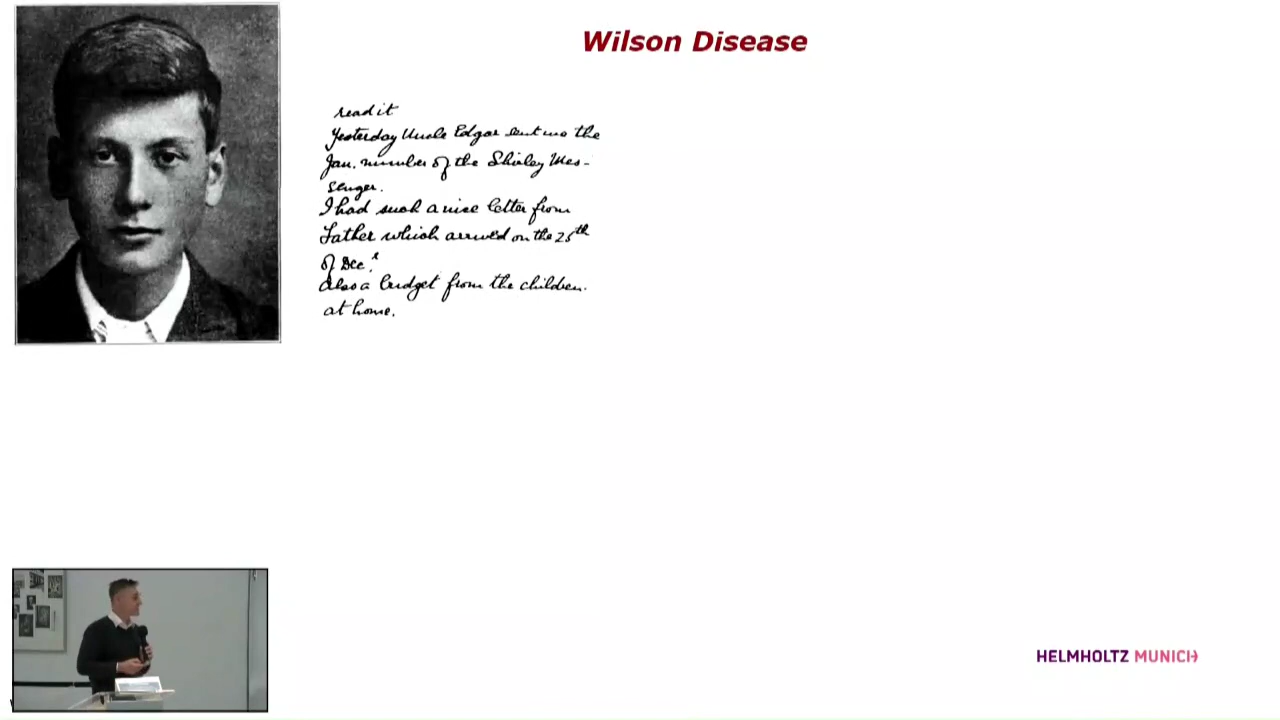 Wilson Disease
read it
Yesterday Uncle Edgar sent me the
Jan. number of the Shirley Mes-
senger.
I had such a nice letter from
Father which arrived on the 25th
of Dec.
Also a budget from the children.
at home.
HELMHOLTZ MUNICH